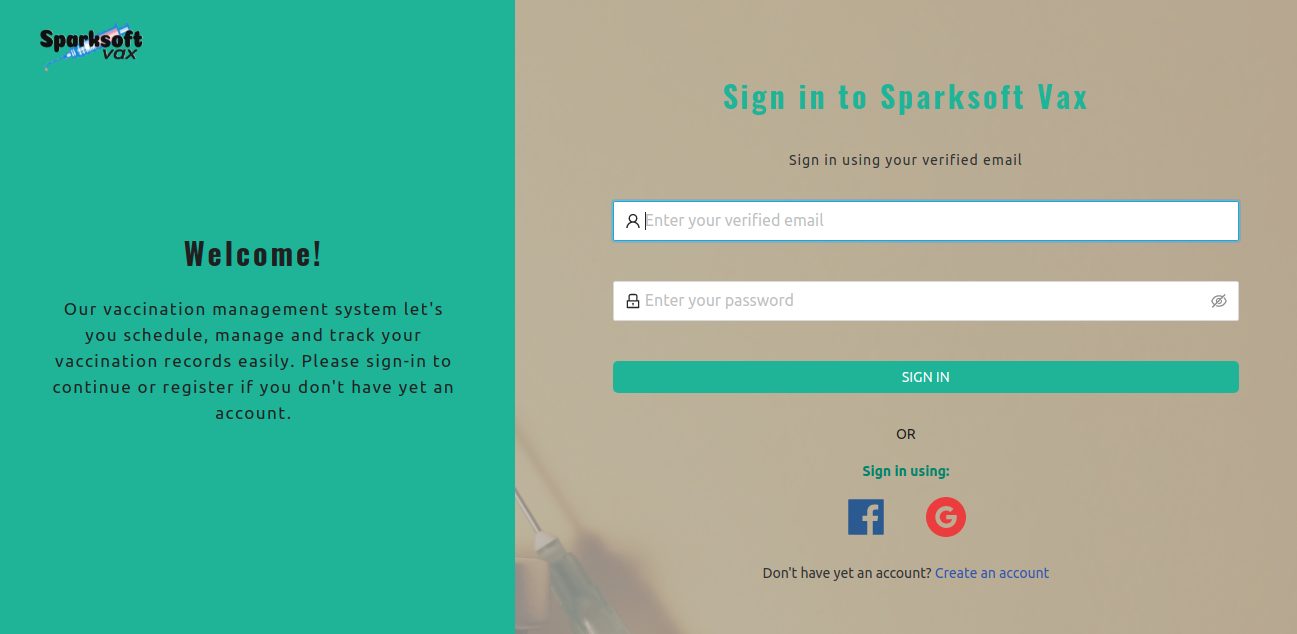 Sparksoft
vax
Welcome!
Our vaccination management system let's
you schedule, manage and track your
vaccination records easily. Please sign-in to
continue or register if you don't have yet an
account.
Sign in to Sparksoft Vax
Sign in using your verified email
Enter your verified email
Enter your password
SIGN IN
OR
Sign in using:
Don't have yet an account? Create an account